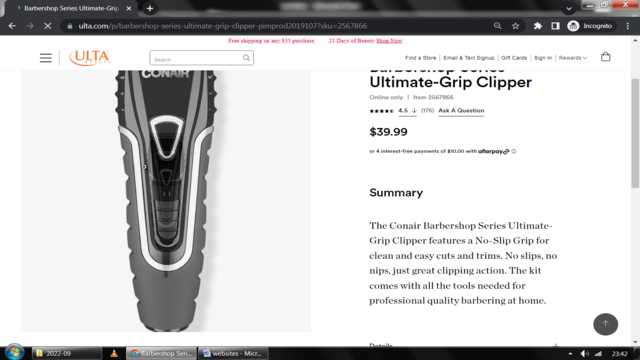 Barbershop Series Ultimate-Grip
ulta.com/p/barbershop-series-ultimate-grip-clipper-pimprod2019107?sku=2567866
Incognito
Free shipping on any $35 purchase 21 Days of Beauty Shop Now
ULTA
BEAUTY
Search
Find a Store | Email & Text Signup | Gift Cards | Sign In | Rewards
CONAIR
Barbershop Series
Ultimate-Grip Clipper
Online only | Item 2567866
4.5 (176) Ask A Question
$39.99
or 4 interest-free payments of $10.00 with afterpay
Summary
The Conair Barbershop Series Ultimate-
Grip Clipper features a No-Slip Grip for
clean and easy cuts and trims. No slips, no
nips, just great clipping action. The kit
comes with all the tools needed for
professional quality barbering at home.
Details
2022-09
Barbershop Seri...
websites - Micr...
23:42